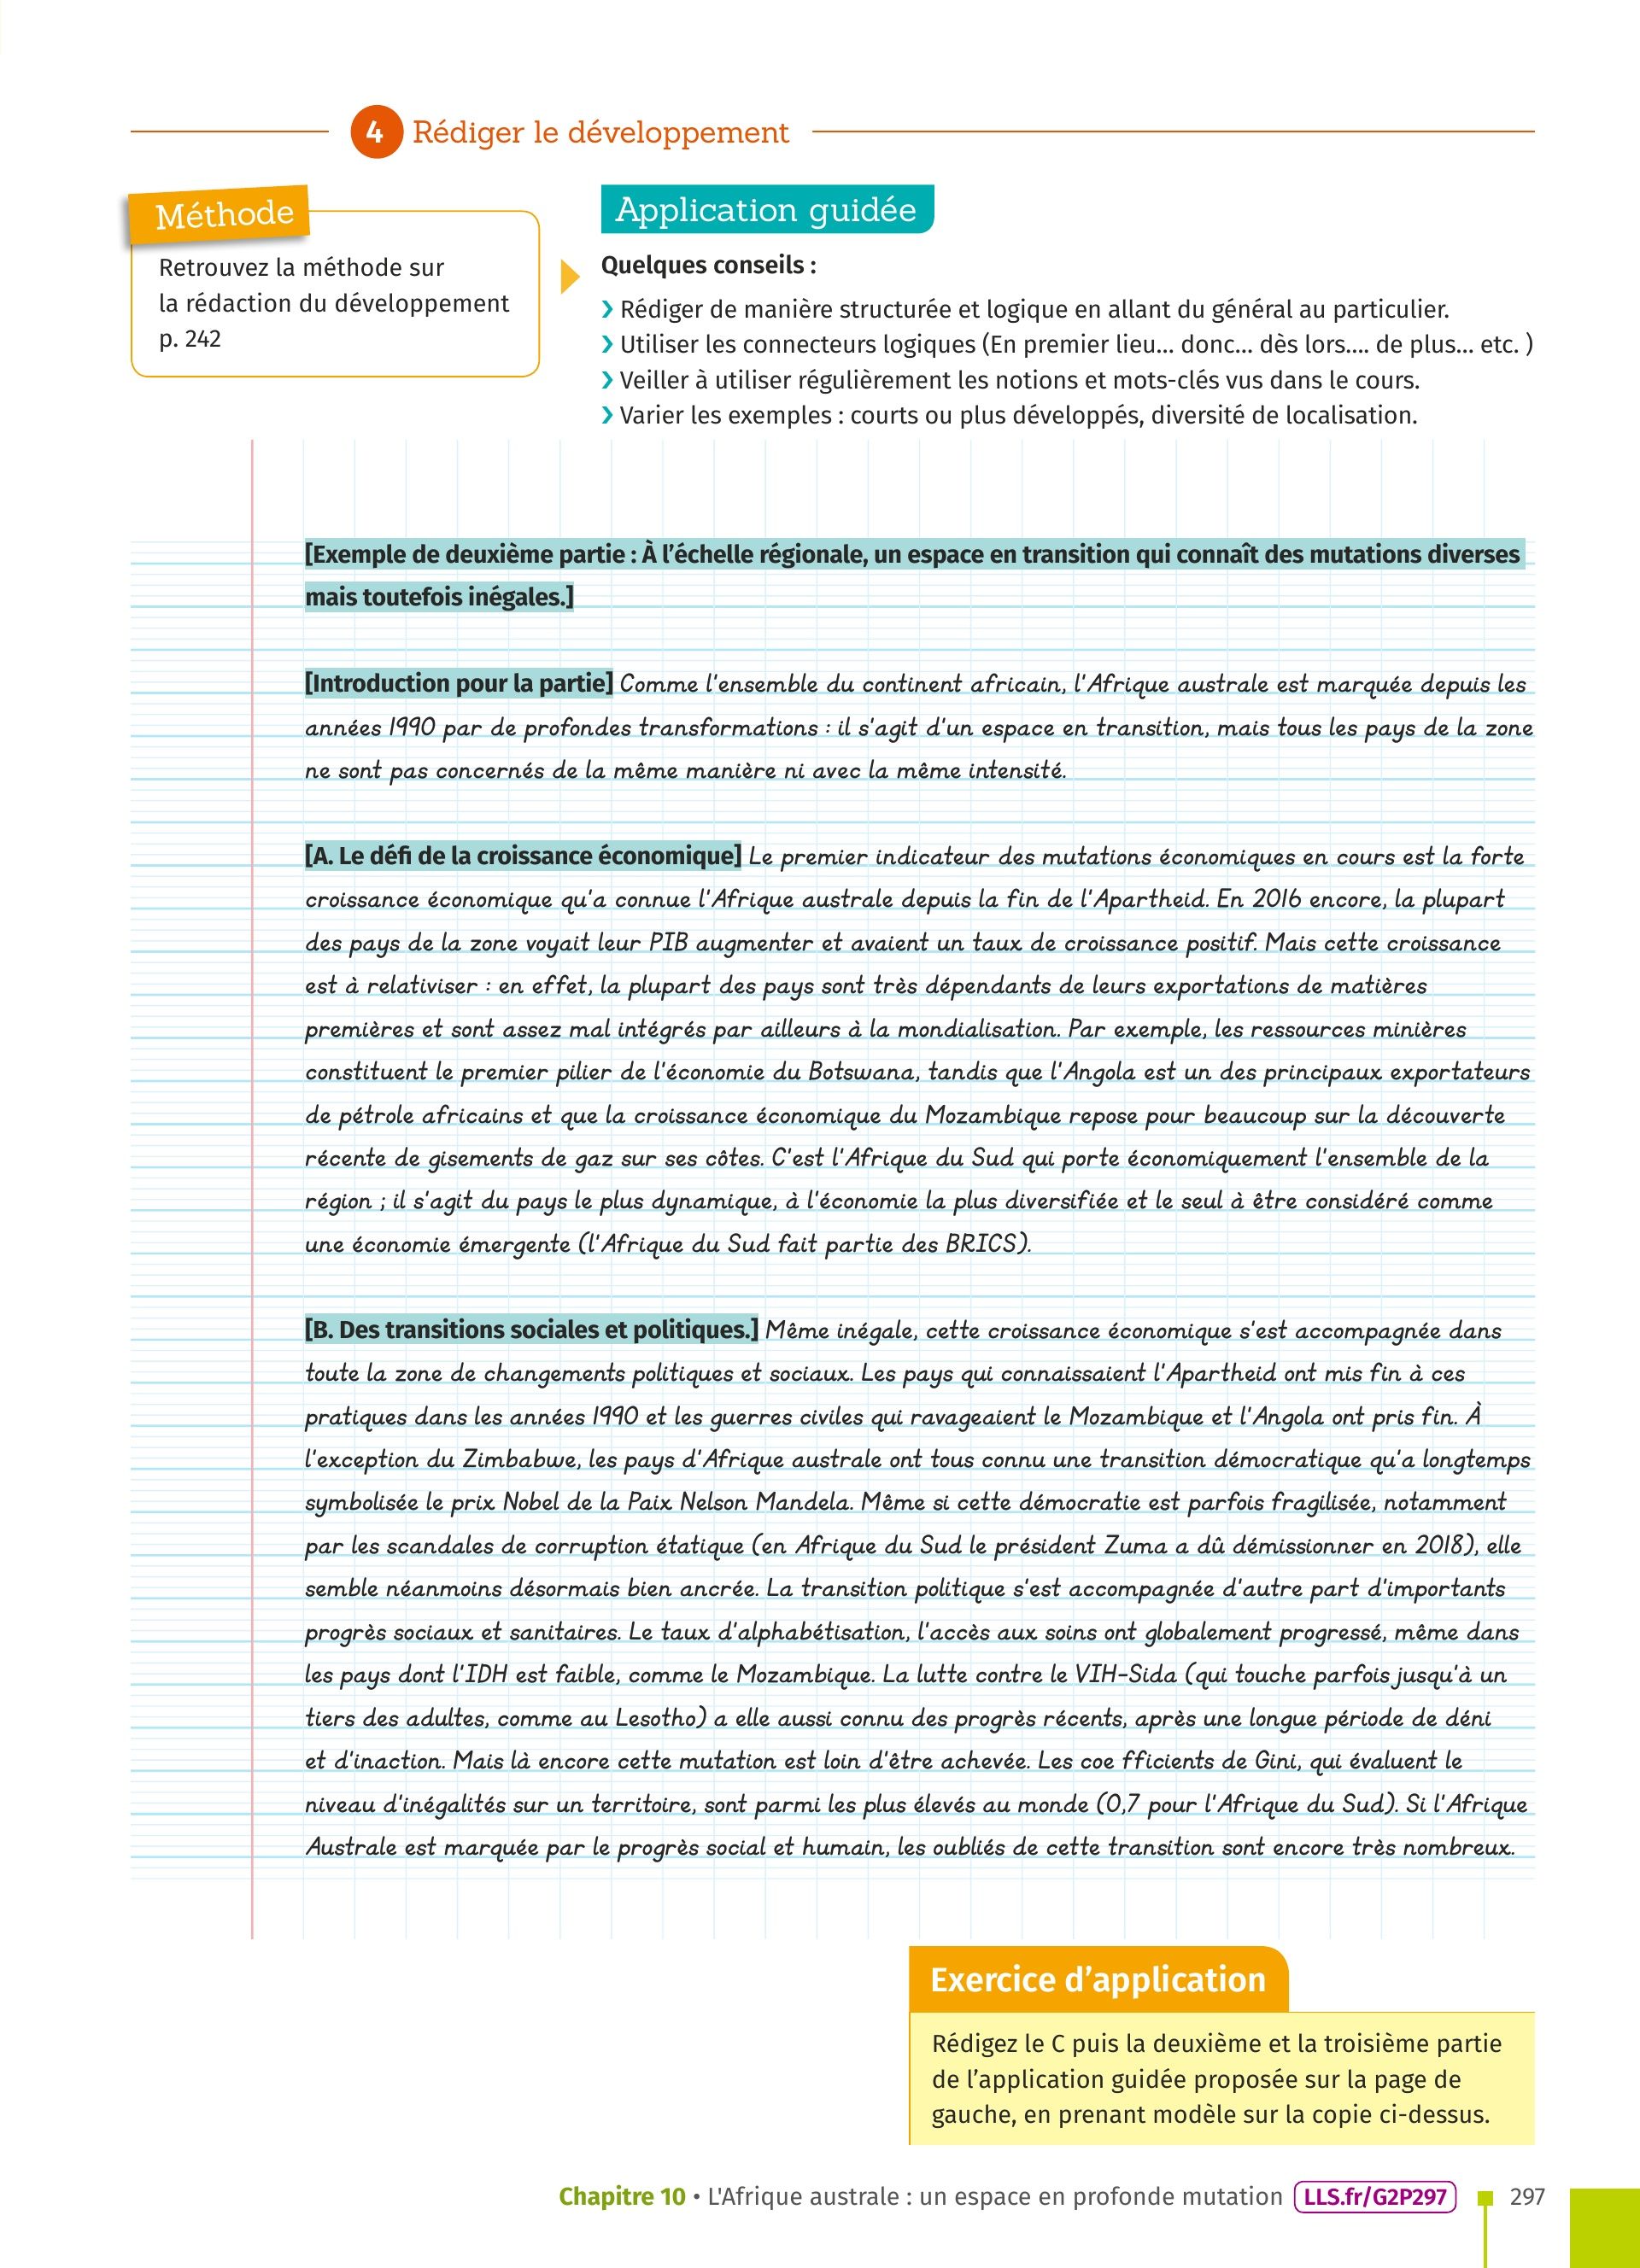 4 Rédiger le développement
Méthode
Retrouvez la méthode sur
la rédaction du développement
p. 242
Application guidée
Quelques conseils :
› Rédiger de manière structurée et logique en allant du général au particulier.
› Utiliser les connecteurs logiques (En premier lieu... donc... dès lors.... de plus... etc. )
› Veiller à utiliser régulièrement les notions et mots-clés vus dans le cours.
› Varier les exemples : courts ou plus développés, diversité de localisation.
[Exemple de deuxième partie : À l’échelle régionale, un espace en transition qui connaît des mutations diverses
mais toutefois inégales.]
[Introduction pour la partie] Comme l'ensemble du continent africain, l'Afrique australe est marquée depuis les
années 1990 par de profondes transformations : il s'agit d'un espace en transition, mais tous les pays de la zone
ne sont pas concernés de la même manière ni avec la même intensité.
[A. Le défi de la croissance économique] Le premier indicateur des mutations économiques en cours est la forte
croissance économique qu'a connue l'Afrique australe depuis la fin de l'Apartheid. En 2016 encore, la plupart
des pays de la zone voyait leur PIB augmenter et avaient un taux de croissance positif. Mais cette croissance
est à relativiser : en effet, la plupart des pays sont très dépendants de leurs exportations de matières
premières et sont assez mal intégrés par ailleurs à la mondialisation. Par exemple, les ressources minières
constituent le premier pilier de l'économie du Botswana, tandis que l'Angola est un des principaux exportateurs
de pétrole africains et que la croissance économique du Mozambique repose pour beaucoup sur la découverte
récente de gisements de gaz sur ses côtes. C'est l'Afrique du Sud qui porte économiquement l'ensemble de la
région ; il s'agit du pays le plus dynamique, à l'économie la plus diversifiée et le seul à être considéré comme
une économie émergente (l'Afrique du Sud fait partie des BRICS).
[B. Des transitions sociales et politiques.] Même inégale, cette croissance économique s'est accompagnée dans
toute la zone de changements politiques et sociaux. Les pays qui connaissaient l'Apartheid ont mis fin à ces
pratiques dans les années 1990 et les guerres civiles qui ravageaient le Mozambique et l'Angola ont pris fin. À
l'exception du Zimbabwe, les pays d'Afrique australe ont tous connu une transition démocratique qu'a longtemps
symbolisée le prix Nobel de la Paix Nelson Mandela. Même si cette démocratie est parfois fragilisée, notamment
par les scandales de corruption étatique (en Afrique du Sud le président Zuma a dû démissionner en 2018), elle
semble néanmoins désormais bien ancrée. La transition politique s'est accompagnée d'autre part d'importants
progrès sociaux et sanitaires. Le taux d'alphabétisation, l'accès aux soins ont globalement progressé, même dans
les pays dont l'IDH est faible, comme le Mozambique. La lutte contre le VIH-Sida (qui touche parfois jusqu'à un
tiers des adultes, comme au Lesotho) a elle aussi connu des progrès récents, après une longue période de déni
et d'inaction. Mais là encore cette mutation est loin d'être achevée. Les coe fficients de Gini, qui évaluent le
niveau d'inégalités sur un territoire, sont parmi les plus élevés au monde (0,7 pour l'Afrique du Sud). Si l'Afrique
Australe est marquée par le progrès social et humain, les oubliés de cette transition sont encore très nombreux.
Exercice d’application
Rédigez le C puis la deuxième et la troisième partie
de l’application guidée proposée sur la page de
gauche, en prenant modèle sur la copie ci-dessus.
Chapitre 10 • L'Afrique australe : un espace en profonde mutation LLS.fr/G2P297 297